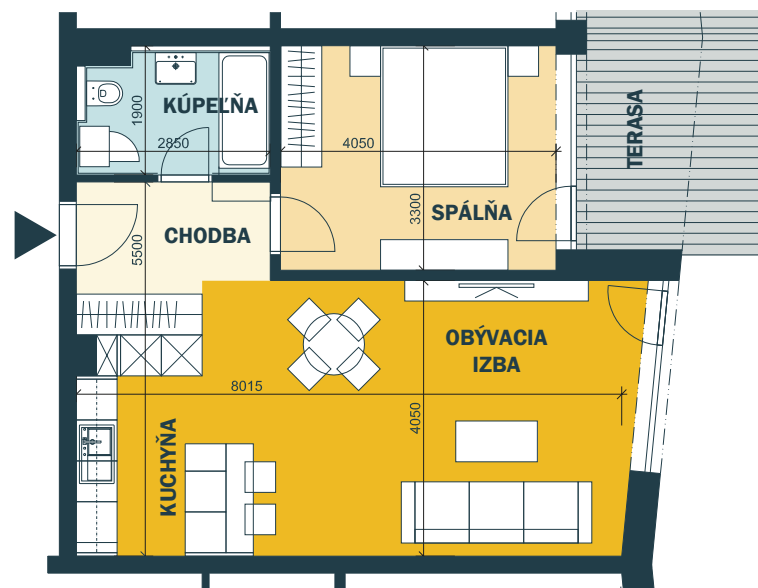 KÚPEĽŇA
1900
2850
4050
3300
SPÁLŇA
TERASA
CHODBA
5500
OBÝVACIA
IZBA
8015
4050
KUCHYŇA